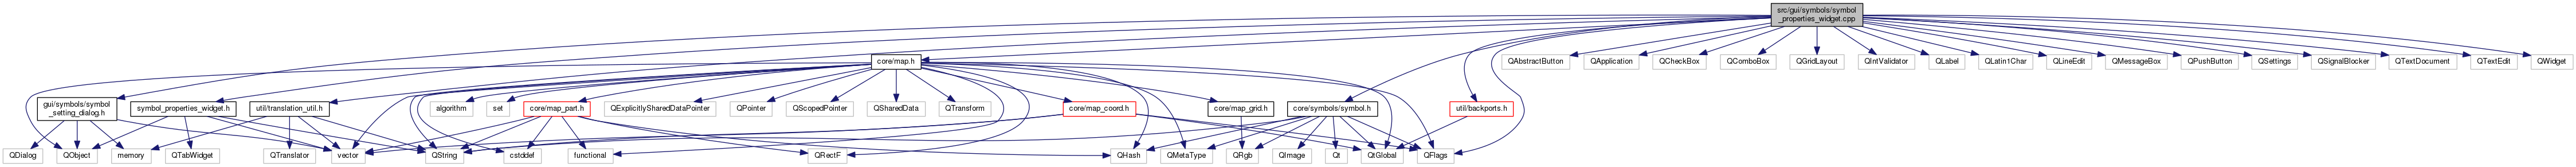 src/gui/symbols/symbol
_properties_widget.cpp
core/map.h
QAbstractButton
QApplication
QCheckBox
QComboBox
QGridLayout
QIntValidator
QLabel
QLatin1Char
QLineEdit
QMessageBox
QPushButton
QSettings
QSignalBlocker
QTextDocument
QTextEdit
QWidget
gui/symbols/symbol
_setting_dialog.h
symbol_properties_widget.h
util/translation_util.h
algorithm
set
core/map_part.h
QExplicitlySharedDataPointer
QPointer
QScopedPointer
QSharedData
QTransform
core/map_coord.h
core/map_grid.h
core/symbols/symbol.h
util/backports.h
QDialog
QObject
memory
QTabWidget
QTranslator
vector
QString
cstddef
functional
QRectF
QHash
QMetaType
QRgb
QImage
Qt
QtGlobal
QFlags